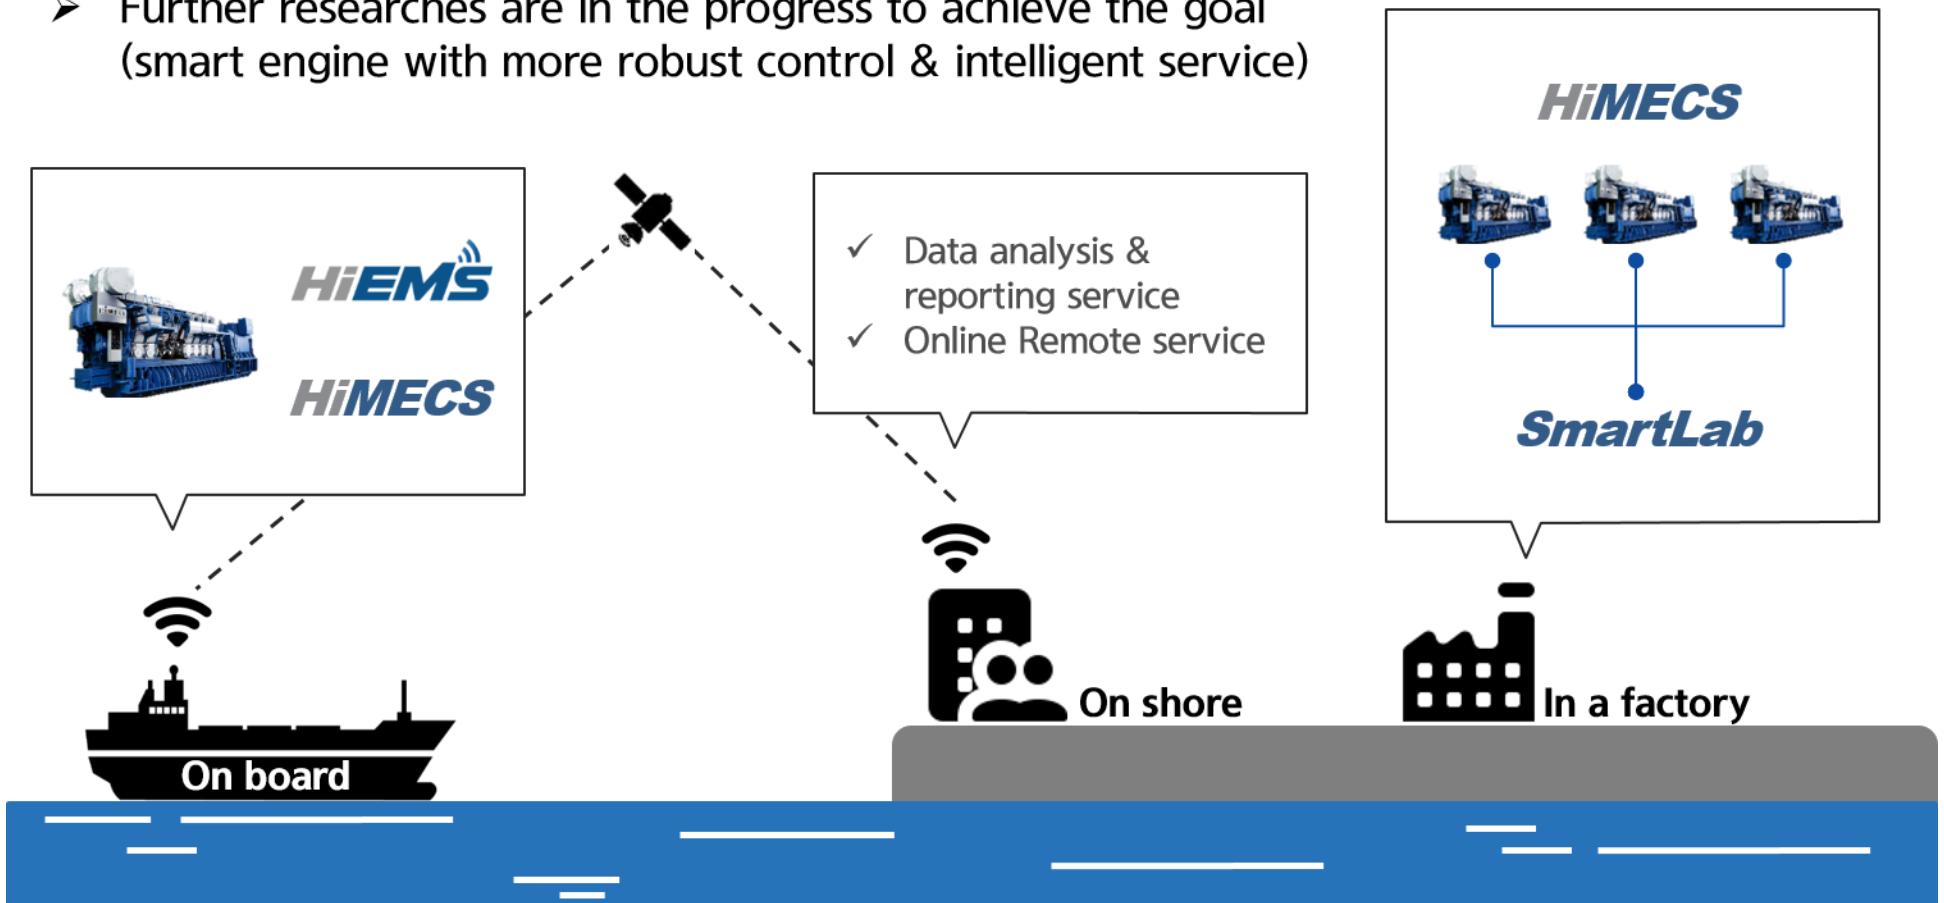 ➢ Further researches are in the progress to achieve the goal
(smart engine with more robust control & intelligent service)
HiMECS
HiEMS
HiMECS
✓ Data analysis &
reporting service
✓ Online Remote service
SmartLab
On shore
In a factory
On board